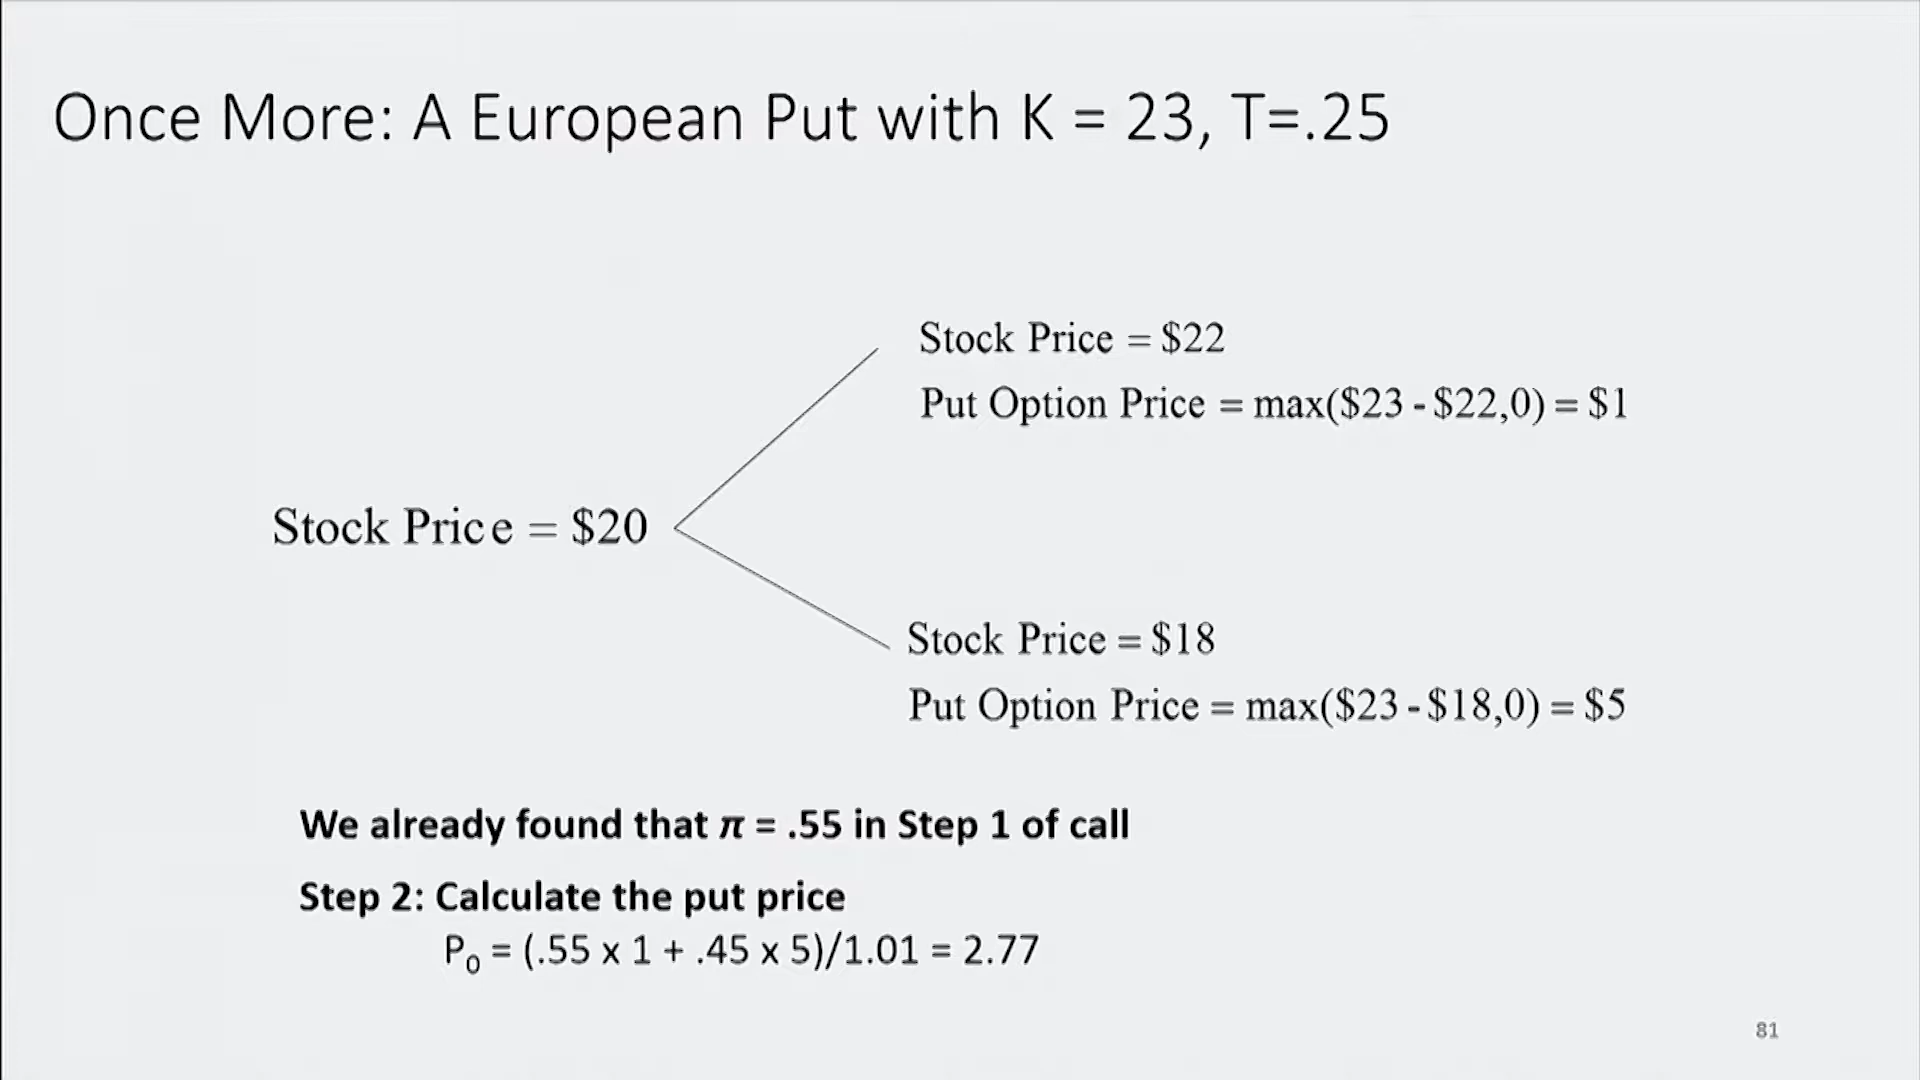 Once More: A European Put with K = 23, T=.25
Stock Price = $22
Put Option Price = max($23 - $22,0) = $1
Stock Price = $20
Stock Price = $18
Put Option Price = max($23 - $18,0) = $5
We already found that π = .55 in Step 1 of call
Step 2: Calculate the put price
P₀ = (.55 x 1 + .45 x 5)/1.01 = 2.77
81